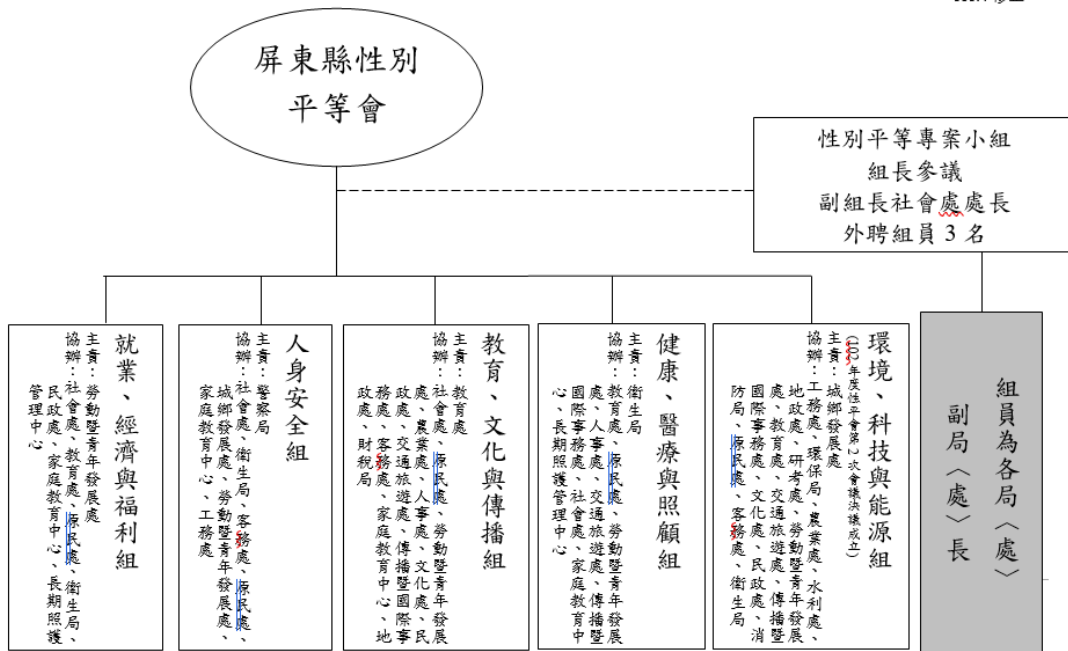 屏東縣性別
平等會
性別平等專案小組
組長參議
副組長社會處處長
外聘組員 3 名
就業、經濟與福利組
主責：勞動暨青年發展處
協辦：社會處、教育處、原民處、衛生局、
民政處、家庭教育中心、長期照護
管理中心
人身安全組
主責：警察局
協辦：社會處、衛生局、客務處、原民處、
城鄉發展處、勞動暨青年發展處、
家庭教育中心、工務處
教育、文化與傳播組
主責：教育處
協辦：社會處、原民處、勞動暨青年發展
處、農業處、人事處、文化處、民
政處、交通旅遊處、傳播暨國際事
務處、客務處、家庭教育中心、地
政處、財稅局
健康、醫療與照顧組
主責：衛生局
協辦：教育處、原民處、勞動暨青年發展
處、人事處、交通旅遊處、傳播暨
國際事務處、社會處、家庭教育中
心、長期照護管理中心
環境、科技與能源組
(102年度性平會第2次會議決議成立)
主責：城鄉發展處
協辦：工務處、環保局、農業處、水利處、
地政處、研考處、勞動暨青年發展
處、教育處、交通旅遊處、傳播暨
國際事務處、文化處、民政處、消
防局、原民處、客務處、衛生局
組員為各局〈處〉
副局〈處〉長